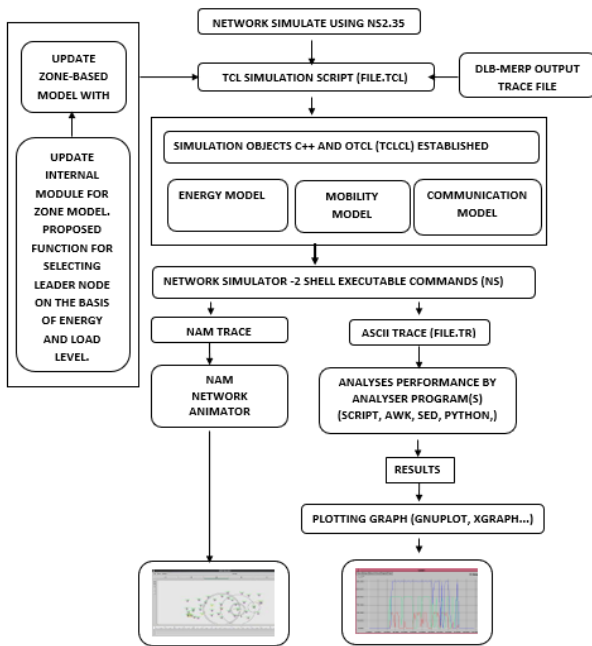 NETWORK SIMULATE USING NS2.35
UPDATE
ZONE-BASED
MODEL WITH
TCL SIMULATION SCRIPT (FILE.TCL)
DLB-MERP OUTPUT
TRACE FILE
UPDATE
INTERNAL
MODULE FOR
ZONE MODEL.
PROPOSED
FUNCTION FOR
SELECTING
LEADER NODE
ON THE BASIS
OF ENERGY
AND LOAD
LEVEL.
SIMULATION OBJECTS C++ AND OTCL (TCLCL) ESTABLISHED
ENERGY MODEL
MOBILITY
MODEL
COMMUNICATION
MODEL
NETWORK SIMULATOR -2 SHELL EXECUTABLE COMMANDS (NS)
NAM TRACE
ASCII TRACE (FILE.TR)
NAM
NETWORK
ANIMATOR
ANALYSES PERFORMANCE BY
ANALYSER PROGRAM(S)
(SCRIPT, AWK, SED, PYTHON,)
RESULTS
PLOTTING GRAPH (GNUPLOT, XGRAPH...)